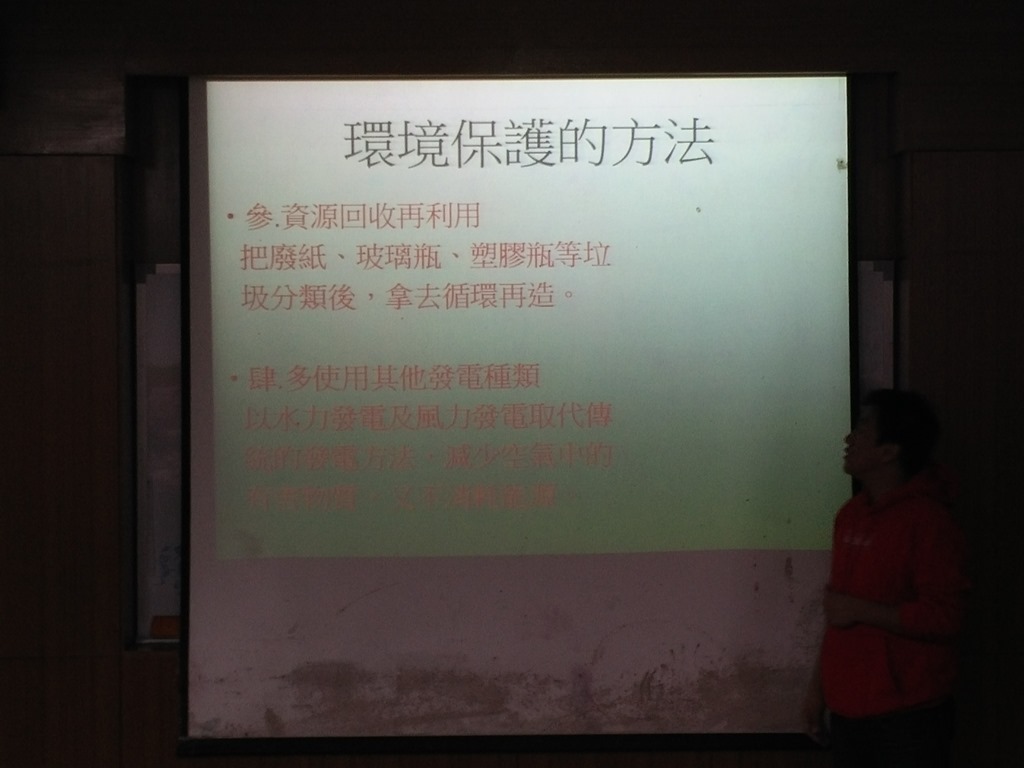 環境保護的方法
• 參.資源回收再利用
把廢紙、玻璃瓶、塑膠瓶等垃
圾分類後，拿去循環再造。
• 肆.多使用其他發電種類
以水力發電及風力發電取代傳
統的發電方法，減少空氣中的